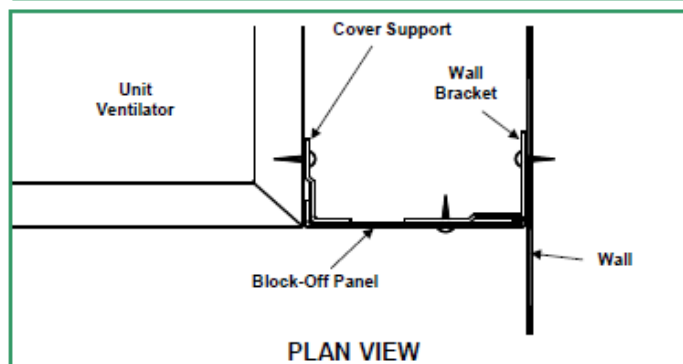 Cover Support
Unit
Ventilator
Wall
Bracket
Block-Off Panel
Wall
PLAN VIEW